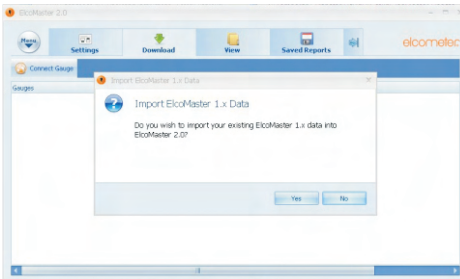 ElcoMaster 2.0
Menu
Settings
Download
View
Saved Reports
elcometer
Connect Gauge
Gauges
Import ElcoMaster 1.x Data
Import ElcoMaster 1.x Data
Do you wish to import your existing ElcoMaster 1.x data into
ElcoMaster 2.0?
Yes
No